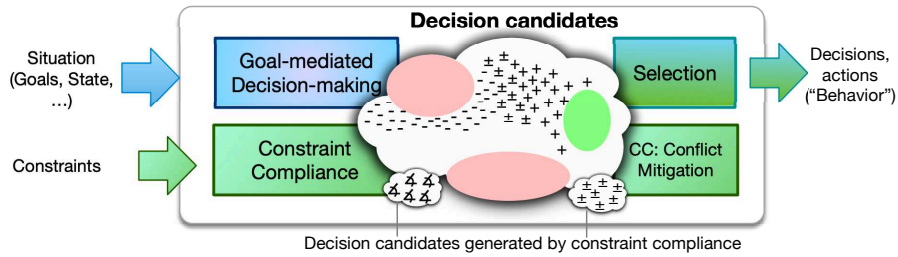 Decision candidates
Situation
(Goals, State,
…)
Goal-mediated
Decision-making
Selection
Decisions,
actions
(“Behavior”)
Constraints
Constraint
Compliance
CC: Conflict
Mitigation
Decision candidates generated by constraint compliance